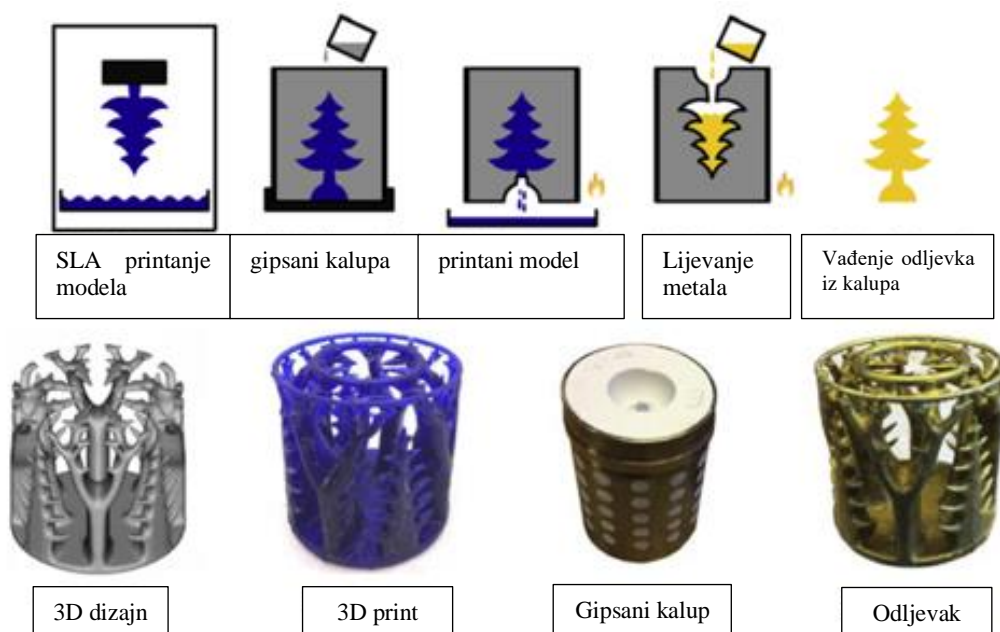 SLA printanje
modela
gipsani kalupa
printani model
Lijevanje
metala
Vađenje odljevka
iz kalupa
3D dizajn
3D print
Gipsani kalup
Odljevak